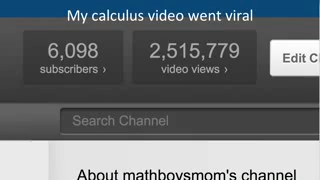 My calculus video went viral
6,098
subscribers ›
2,515,779
video views ›
Edit C
Search Channel
About mathboysmom's channel